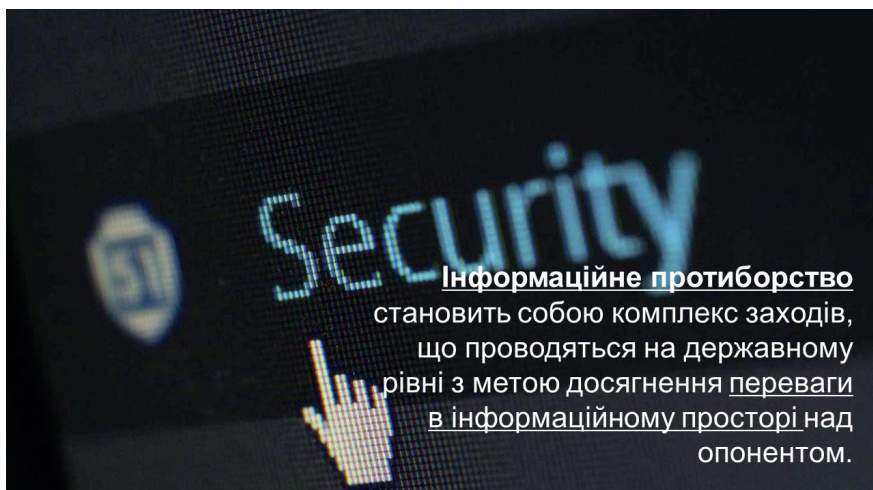 Security
Інформаційне протиборство
становить собою комплекс заходів,
що проводяться на державному
рівні з метою досягнення переваги
в інформаційному просторі над
опонентом.